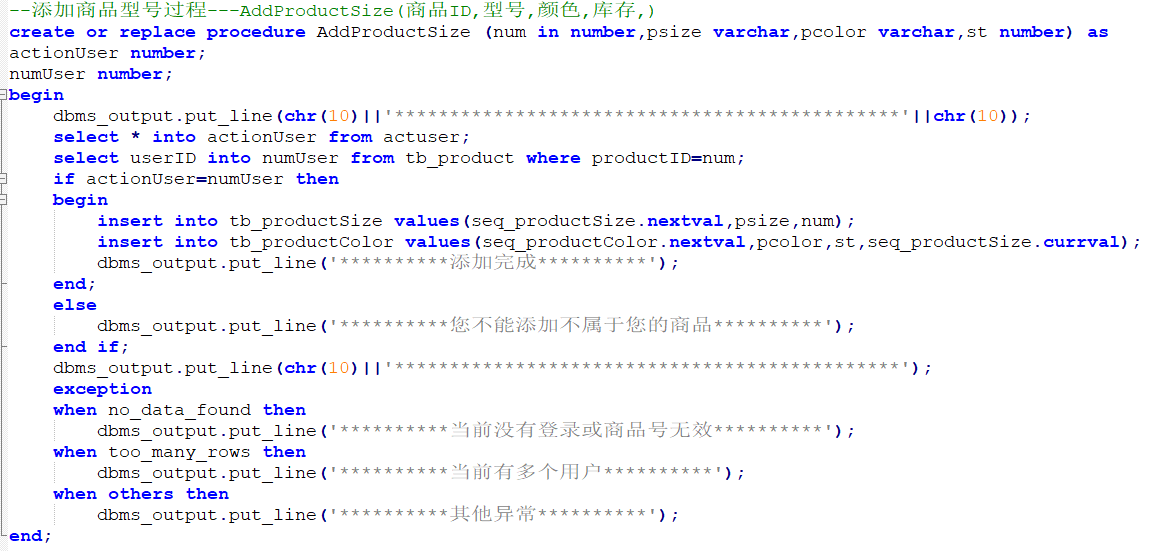 --添加商品型号过程---AddProductSize(商品ID,型号,颜色,库存,)
create or replace procedure AddProductSize (num in number,psize varchar,pcolor varchar,st number) as
actionUser number;
numUser number;
begin
    dbms_output.put_line(chr(10)||'***********************************************'||chr(10));
    select * into actionUser from actuser;
    select userID into numUser from tb_product where productID=num;
    if actionUser=numUser then
    begin
        insert into tb_productSize values(seq_productSize.nextval,psize,num);
        insert into tb_productColor values(seq_productColor.nextval,pcolor,st,seq_productSize.currval);
        dbms_output.put_line('**********添加完成**********');
    end;
    else
        dbms_output.put_line('**********您不能添加不属于您的商品**********');
    end if;
    dbms_output.put_line(chr(10)||'***********************************************');
    exception
    when no_data_found then
        dbms_output.put_line('**********当前没有登录或商品号无效**********');
    when too_many_rows then
        dbms_output.put_line('**********当前有多个用户**********');
    when others then
        dbms_output.put_line('**********其他异常**********');
end;